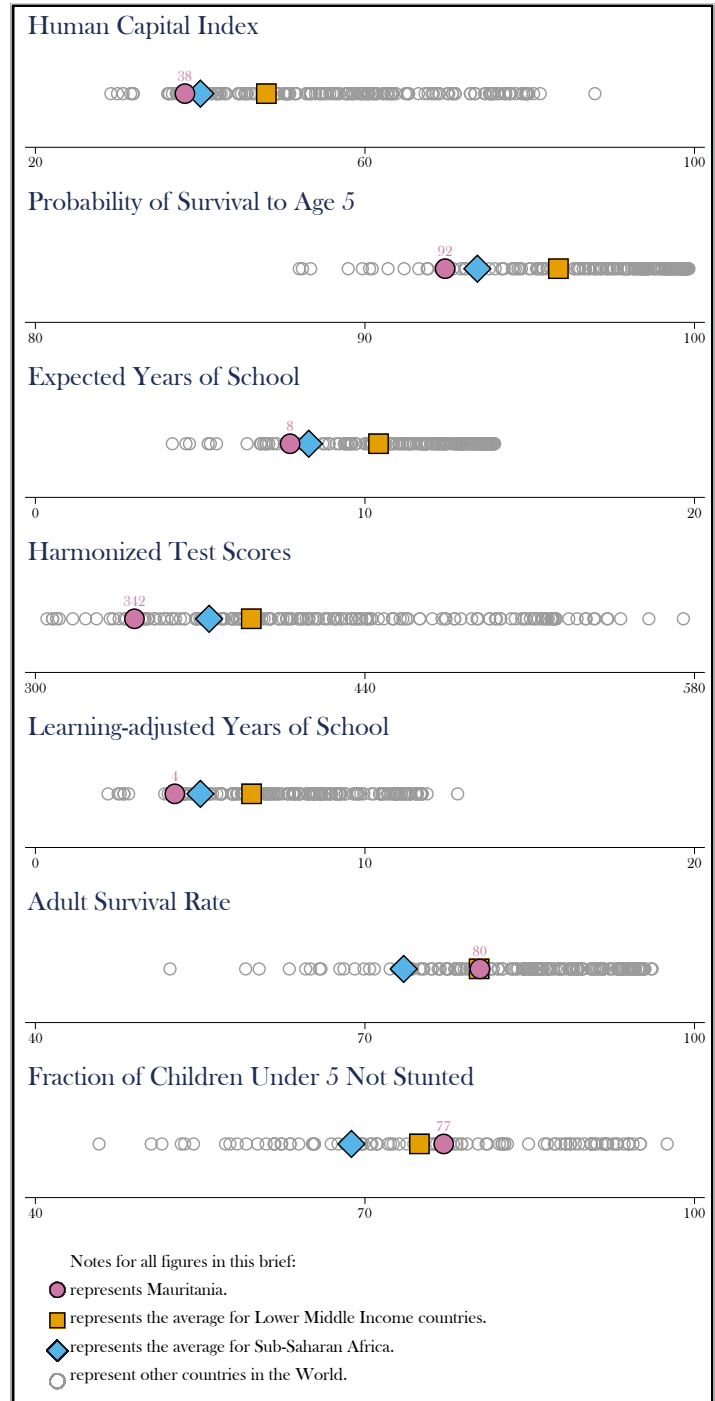 Human Capital Index
38
20 60 100
Probability of Survival to Age 5
92
80 90 100
Expected Years of School
8
0 10 20
Harmonized Test Scores
342
300 440 580
Learning-adjusted Years of School
4
0 10 20
Adult Survival Rate
80
40 70 100
Fraction of Children Under 5 Not Stunted
77
40 70 100
Notes for all figures in this brief:
represents Mauritania.
represents the average for Lower Middle Income countries.
represents the average for Sub-Saharan Africa.
represent other countries in the World.